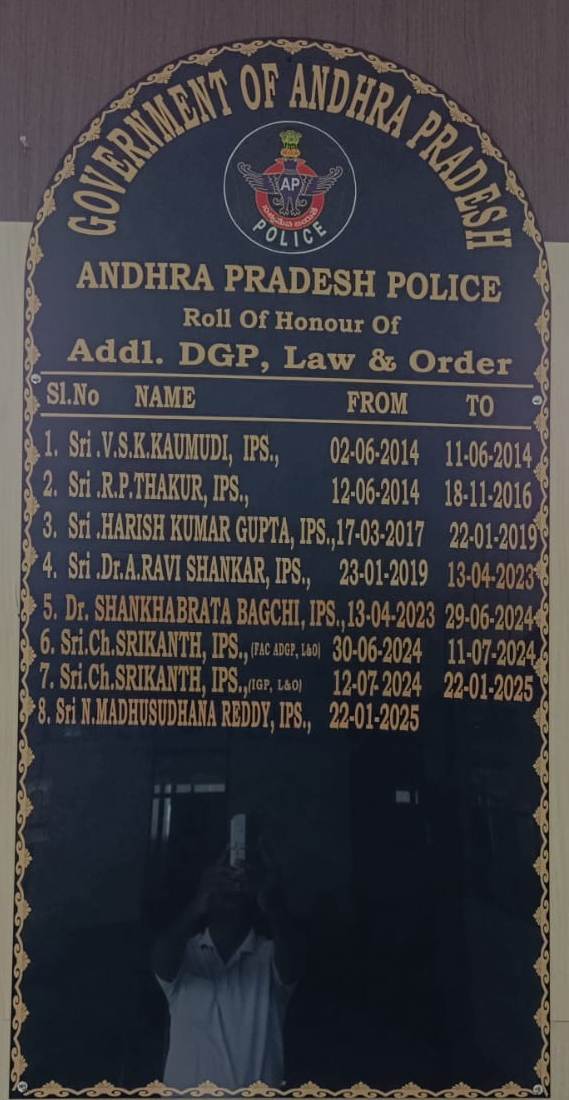 GOVERNMENT OF ANDHRA PRADESH
AP
POLICE
ANDHRA PRADESH POLICE
Roll Of Honour Of
Addl. DGP, Law & Order
Sl.No NAME FROM TO
1. Sri .V.S.K.KAUMUDI, IPS., 02-06-2014 11-06-2014
2. Sri .R.P.THAKUR, IPS., 12-06-2014 18-11-2016
3. Sri .HARISH KUMAR GUPTA, IPS.,17-03-2017 22-01-2019
4. Sri .Dr.A.RAVI SHANKAR, IPS., 23-01-2019 13-04-2023
5. Dr. SHANKHABRATA BAGCHI, IPS.,13-04-2023 29-06-2024
6. Sri.Ch.SRIKANTH, IPS.,(FAC ADGP, L&O) 30-06-2024 11-07-2024
7. Sri.Ch.SRIKANTH, IPS.,(IGP, L&O) 12-07-2024 22-01-2025
8. Sri N.MADHUSUDHANA REDDY, IPS., 22-01-2025